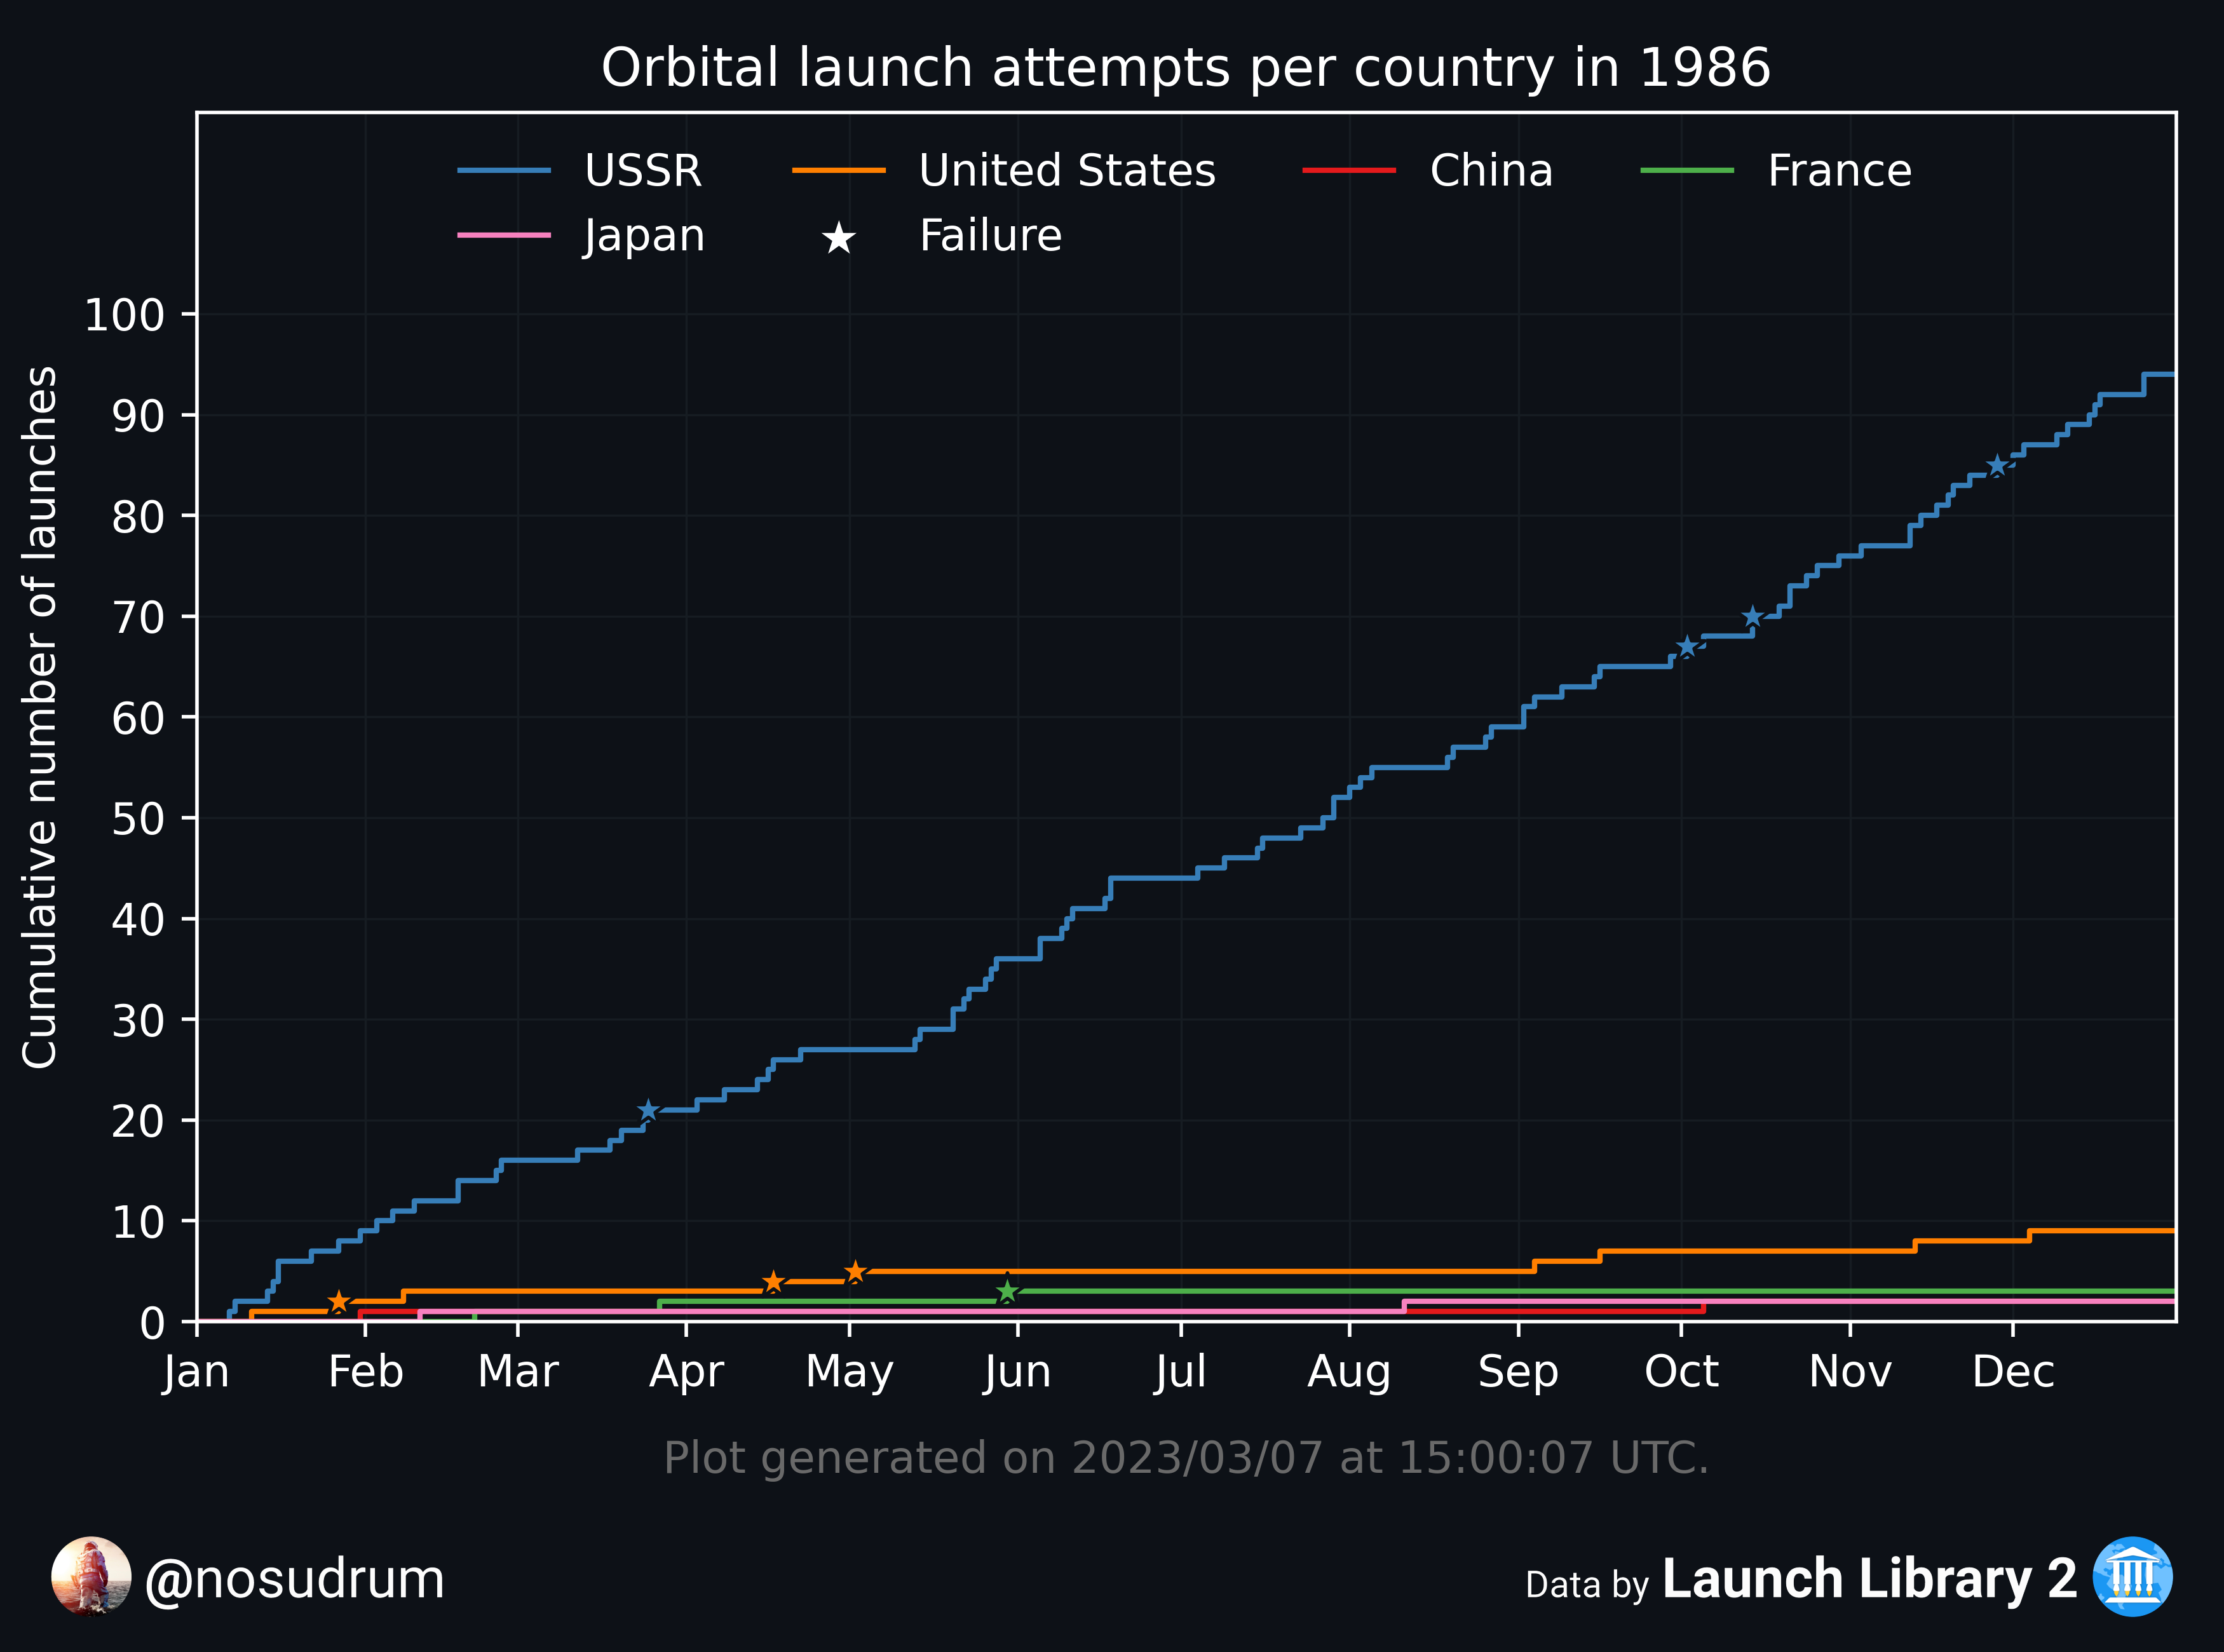 Orbital launch attempts per country in 1986
USSR United States China France
Japan Failure
Cumulative number of launches
100
90
80
70
60
50
40
30
20
10
0
Jan Feb Mar Apr May Jun Jul Aug Sep Oct Nov Dec
Plot generated on 2023/03/07 at 15:00:07 UTC.
@nosudrum
Data by Launch Library 2